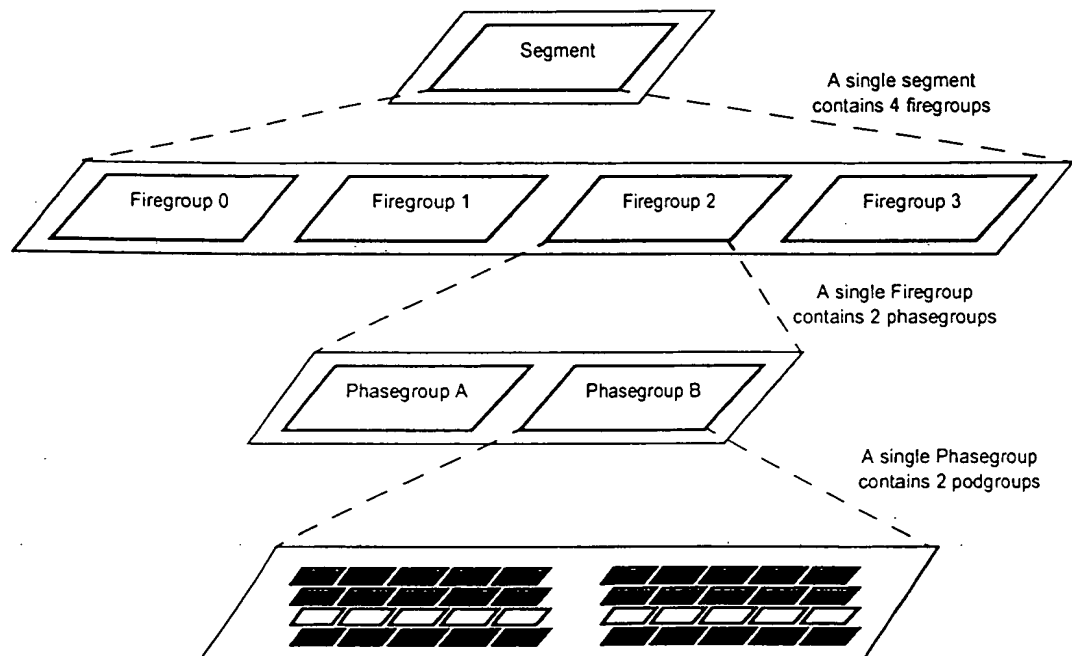 Segment
A single segment
contains 4 firegroups
Firegroup 0
Firegroup 1
Firegroup 2
Firegroup 3
A single Firegroup
contains 2 phasegroups
Phasegroup A
Phasegroup B
A single Phasegroup
contains 2 podgroups